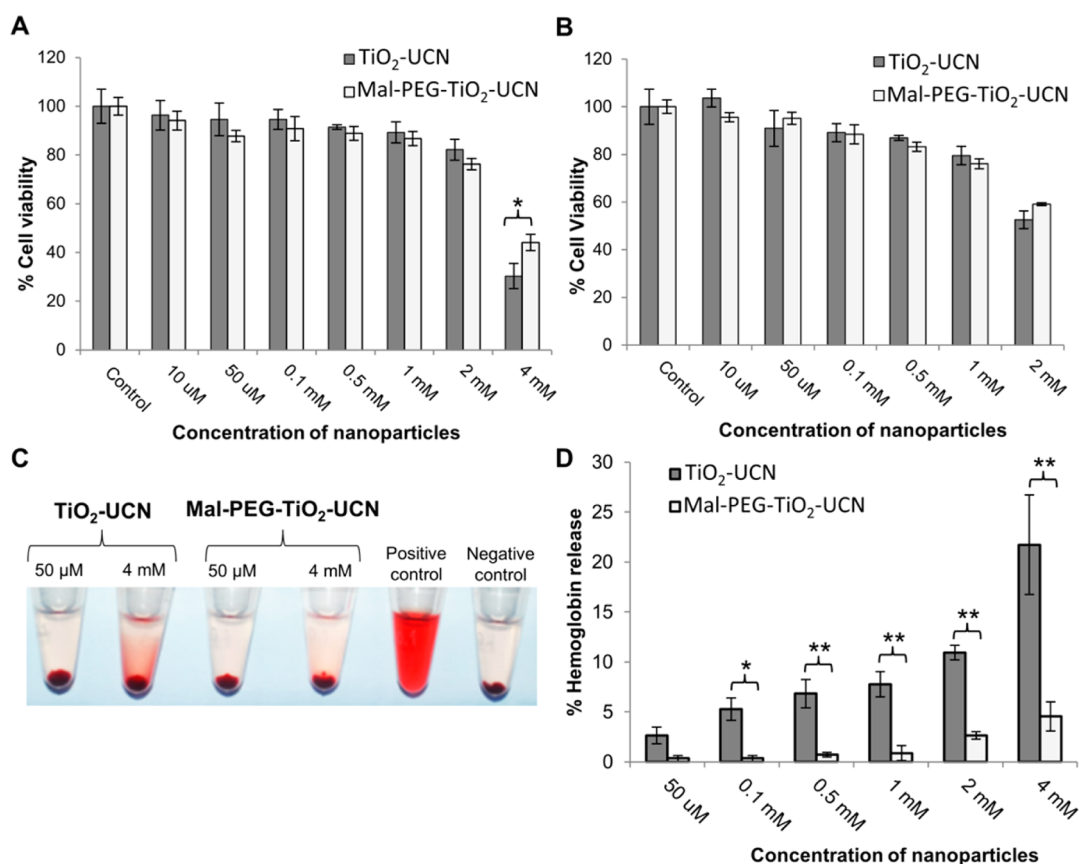 A
120
100
80
60
40
20
0
% Cell viability
TiO₂-UCN
Mal-PEG-TiO₂-UCN
*
Control
10 uM
50 uM
0.1 mM
0.5 mM
1 mM
2 mM
4 mM
Concentration of nanoparticles
B
120
100
80
60
40
20
0
% Cell Viability
TiO₂-UCN
Mal-PEG-TiO₂-UCN
Control
10 uM
50 uM
0.1 mM
0.5 mM
1 mM
2 mM
Concentration of nanoparticles
C
TiO₂-UCN
Mal-PEG-TiO₂-UCN
50 µM
4 mM
50 µM
4 mM
Positive
control
Negative
control
D
30
25
20
15
10
5
0
% Hemoglobin release
TiO₂-UCN
Mal-PEG-TiO₂-UCN
*
**
**
**
**
50 uM
0.1 mM
0.5 mM
1 mM
2 mM
4 mM
Concentration of nanoparticles